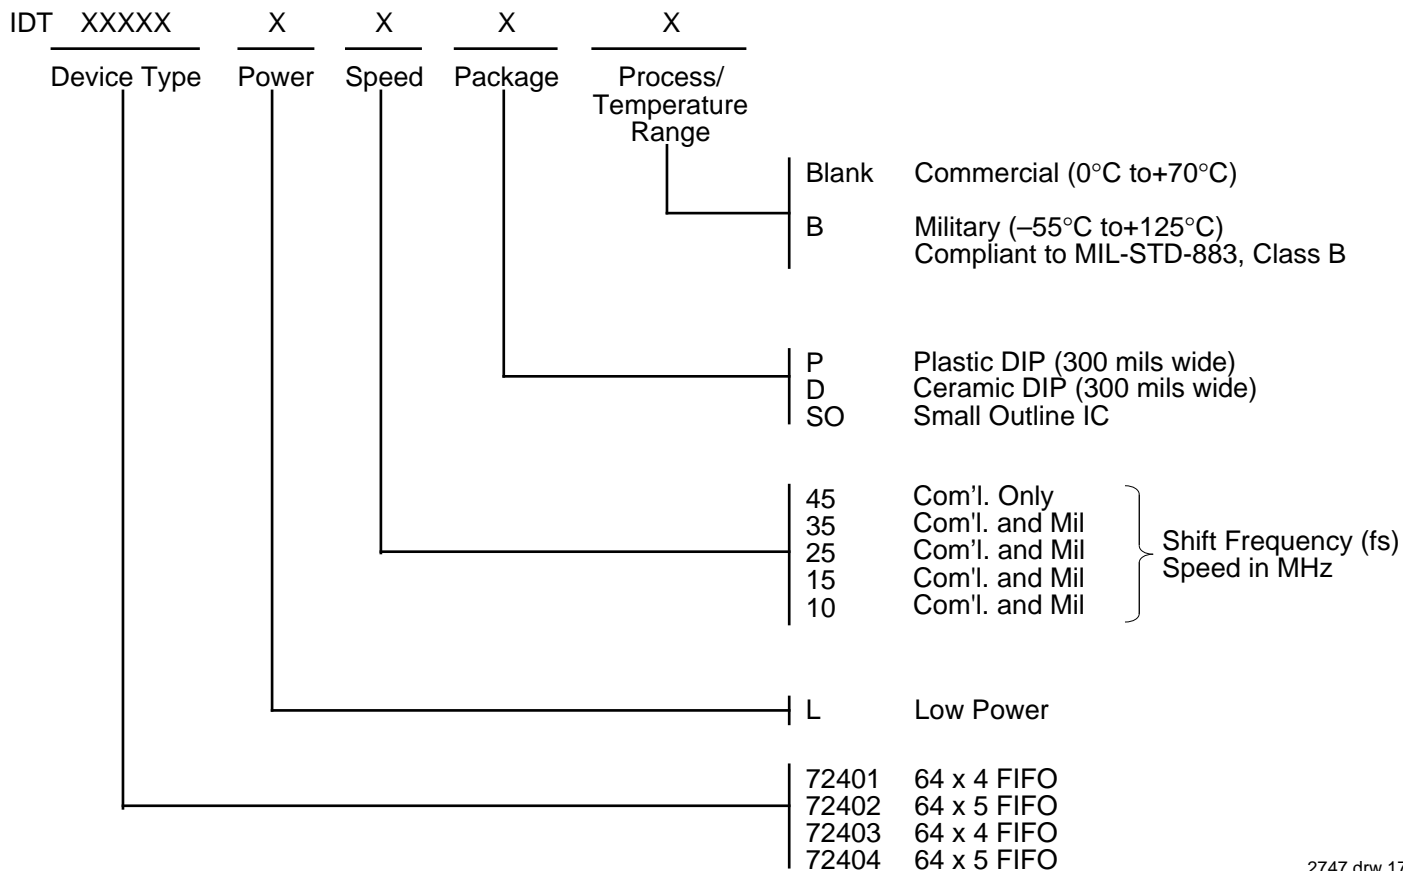 IDT XXXXX X X X X
Device Type Power Speed Package Process/
Temperature
Range
Blank Commercial (0°C to+70°C)
B Military (–55°C to+125°C)
Compliant to MIL-STD-883, Class B
P Plastic DIP (300 mils wide)
D Ceramic DIP (300 mils wide)
SO Small Outline IC
45 Com’l. Only
35 Com'l. and Mil
25 Com’l. and Mil
15 Com'l. and Mil
10 Com'l. and Mil
Shift Frequency (fs)
Speed in MHz
L Low Power
72401 64 x 4 FIFO
72402 64 x 5 FIFO
72403 64 x 4 FIFO
72404 64 x 5 FIFO
2747 drw 17